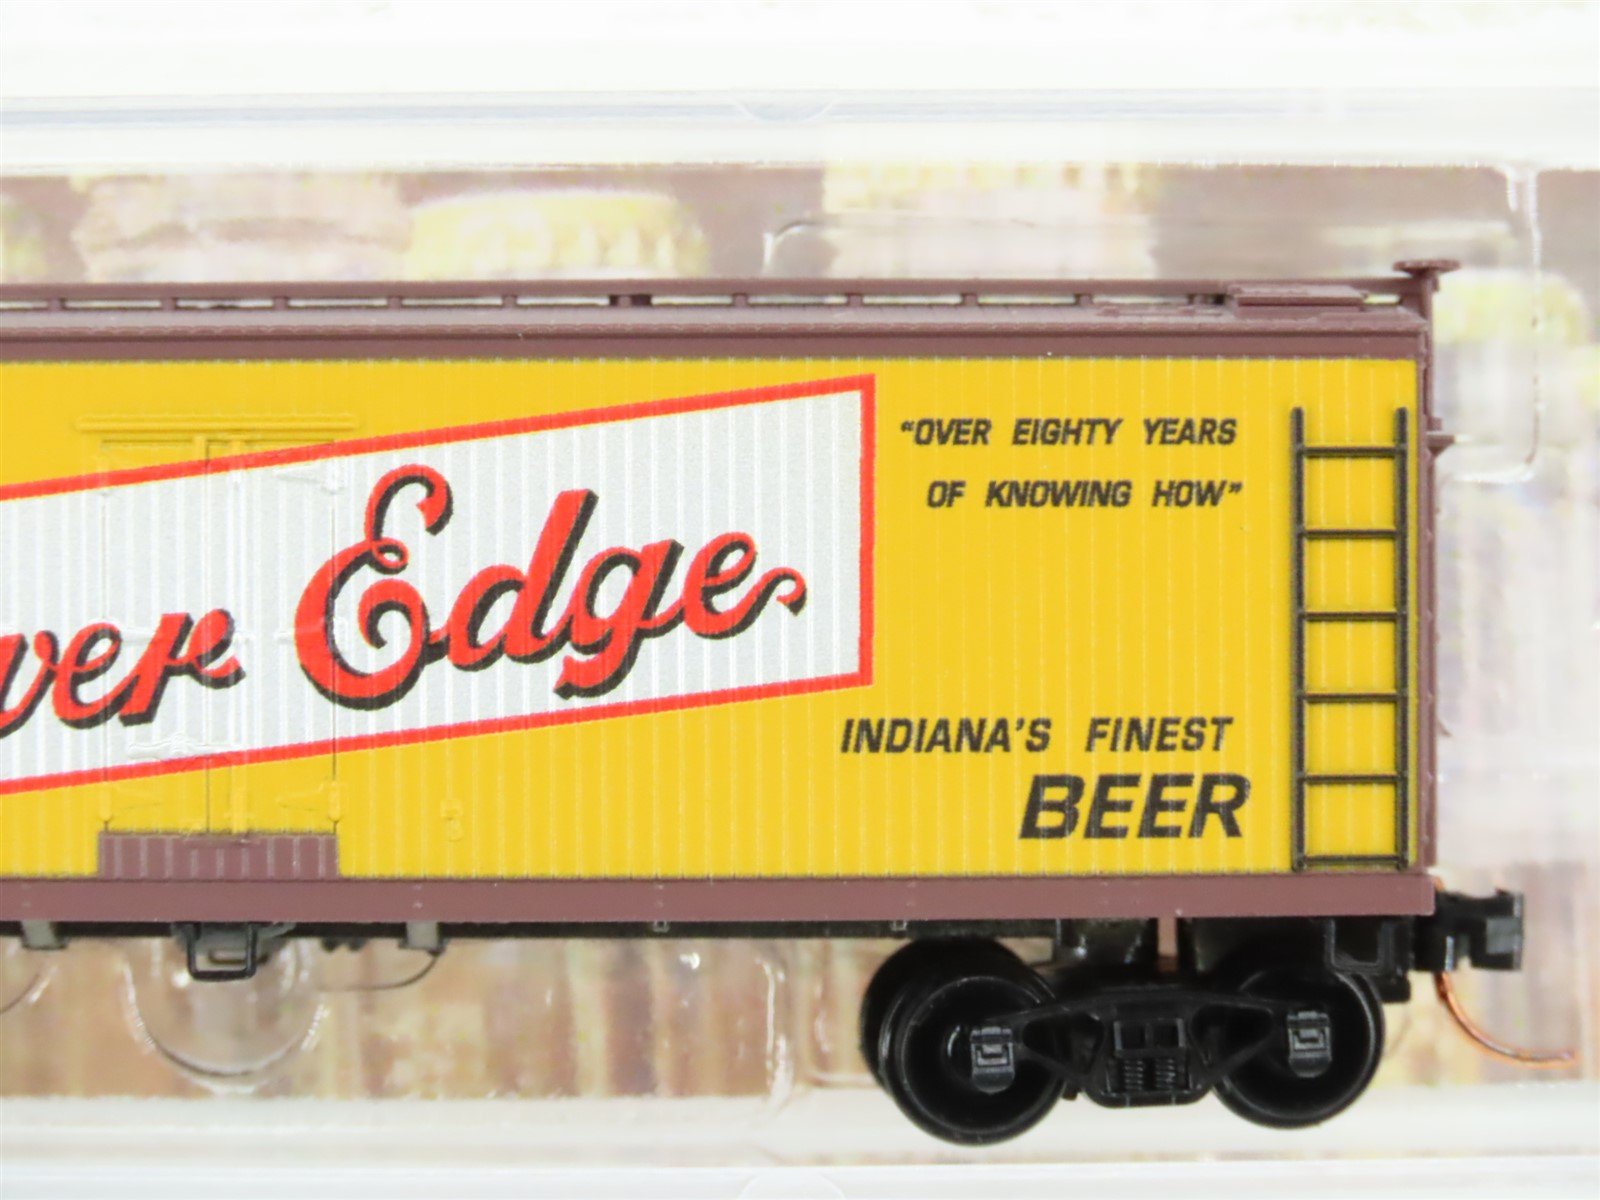 ver Edge
"OVER EIGHTY YEARS
OF KNOWING HOW"
INDIANA'S FINEST
BEER